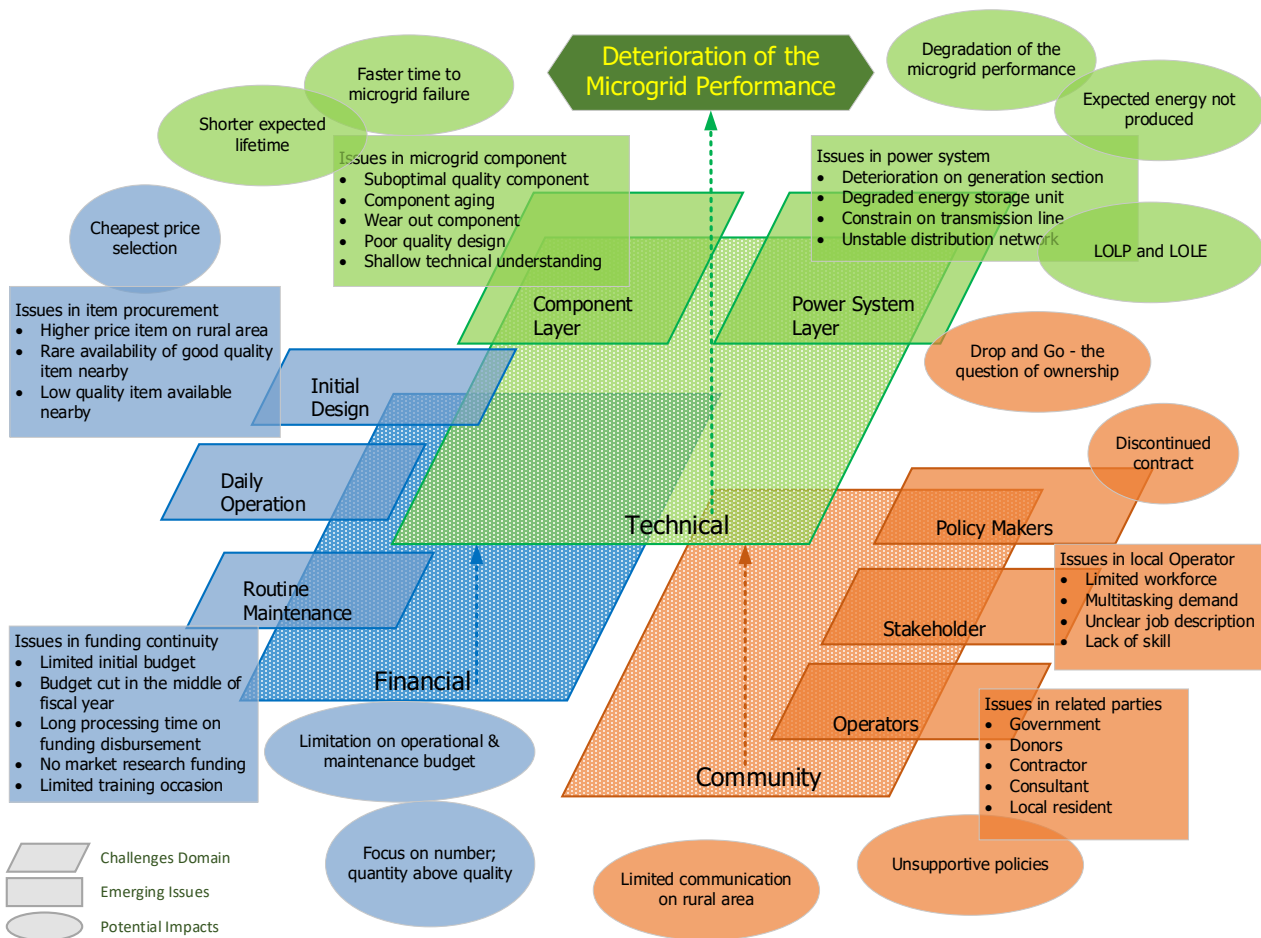 Deterioration of the
Microgrid Performance
Faster time to
microgrid failure
Shorter expected
lifetime
Degradation of the
microgrid performance
Expected energy not
produced
LOLP and LOLE
Issues in microgrid component
• Suboptimal quality component
• Component aging
• Wear out component
• Poor quality design
• Shallow technical understanding
Issues in power system
• Deterioration on generation section
• Degraded energy storage unit
• Constrain on transmission line
• Unstable distribution network
Component
Layer
Power System
Layer
Technical
Cheapest price
selection
Issues in item procurement
• Higher price item on rural area
• Rare availability of good quality
item nearby
• Low quality item available
nearby
Initial
Design
Daily
Operation
Routine
Maintenance
Financial
Issues in funding continuity
• Limited initial budget
• Budget cut in the middle of
fiscal year
• Long processing time on
funding disbursement
• No market research funding
• Limited training occasion
Limitation on operational &
maintenance budget
Focus on number;
quantity above quality
Drop and Go - the
question of ownership
Discontinued
contract
Policy Makers
Stakeholder
Operators
Community
Issues in local Operator
• Limited workforce
• Multitasking demand
• Unclear job description
• Lack of skill
Issues in related parties
• Government
• Donors
• Contractor
• Consultant
• Local resident
Unsupportive policies
Limited communication
on rural area
Challenges Domain
Emerging Issues
Potential Impacts